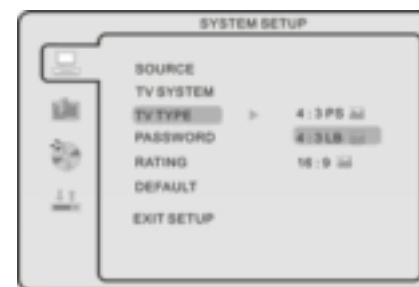 SYSTEM SETUP
SOURCE
TV SYSTEM
TV TYPE
4:3 PS
PASSWORD
4:3 LB
RATING
16:9
DEFAULT
EXIT SETUP